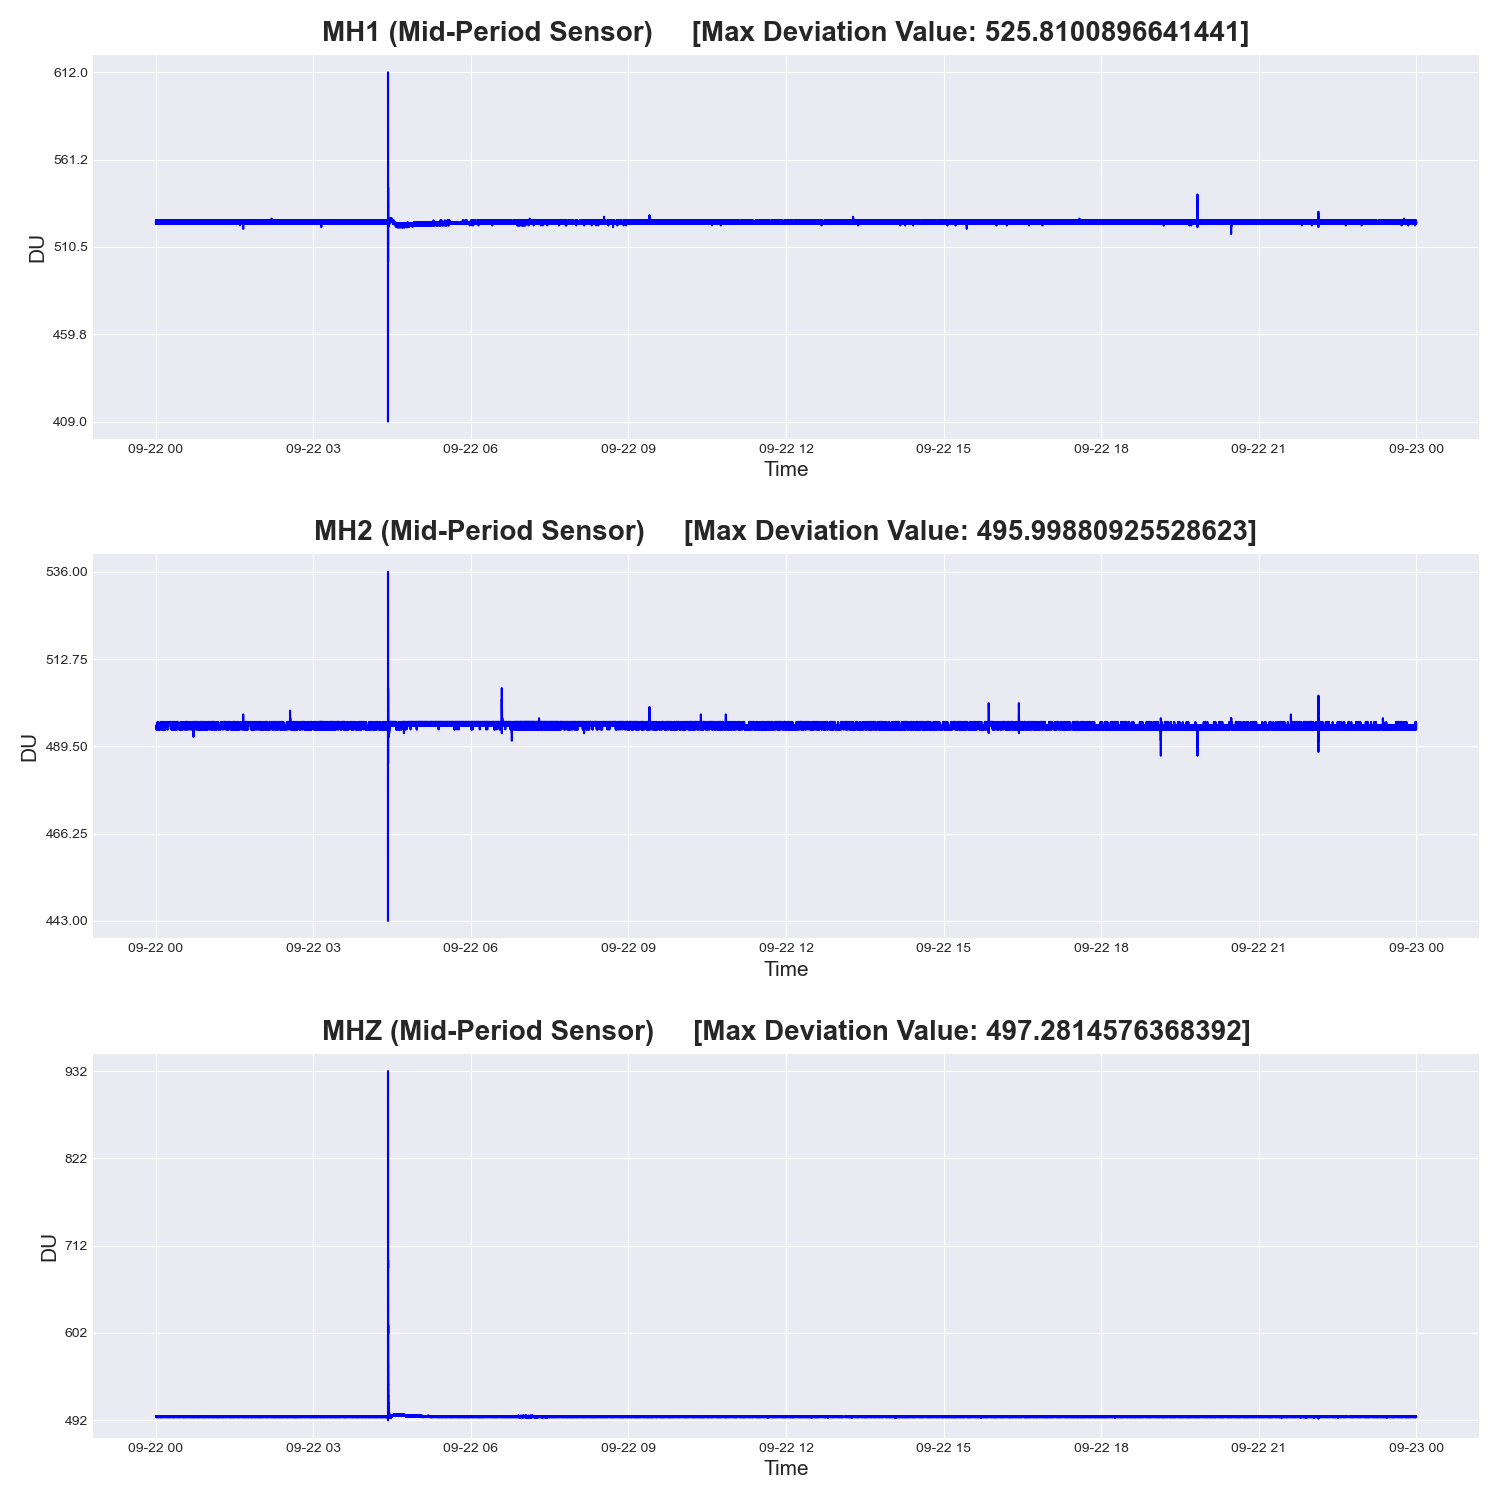 MH1 (Mid-Period Sensor) [Max Deviation Value: 525.8100896641441]
612.0
561.2
510.5
459.8
409.0
DU
09-22 00 09-22 03 09-22 06 09-22 09 09-22 12 09-22 15 09-22 18 09-22 21 09-23 00
Time
MH2 (Mid-Period Sensor) [Max Deviation Value: 495.99880925528623]
536.00
512.75
489.50
466.25
443.00
DU
09-22 00 09-22 03 09-22 06 09-22 09 09-22 12 09-22 15 09-22 18 09-22 21 09-23 00
Time
MHZ (Mid-Period Sensor) [Max Deviation Value: 497.2814576368392]
932
822
712
602
492
DU
09-22 00 09-22 03 09-22 06 09-22 09 09-22 12 09-22 15 09-22 18 09-22 21 09-23 00
Time